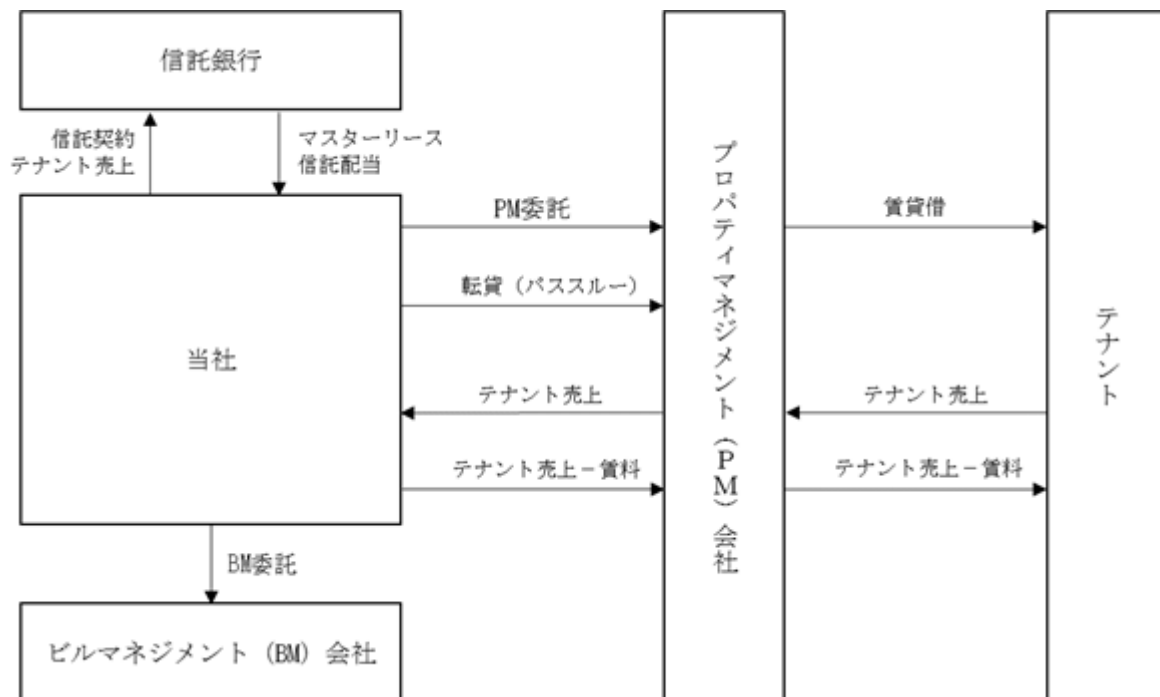 信託銀行
信託契約
テナント売上
マスターリース
信託配当
当社
PM委託
転貸（パススルー）
テナント売上
テナント売上－賃料
BM委託
ビルマネジメント（BM）会社
プロパティマネジメント（PM）会社
賃貸借
テナント売上
テナント売上－賃料
テナント